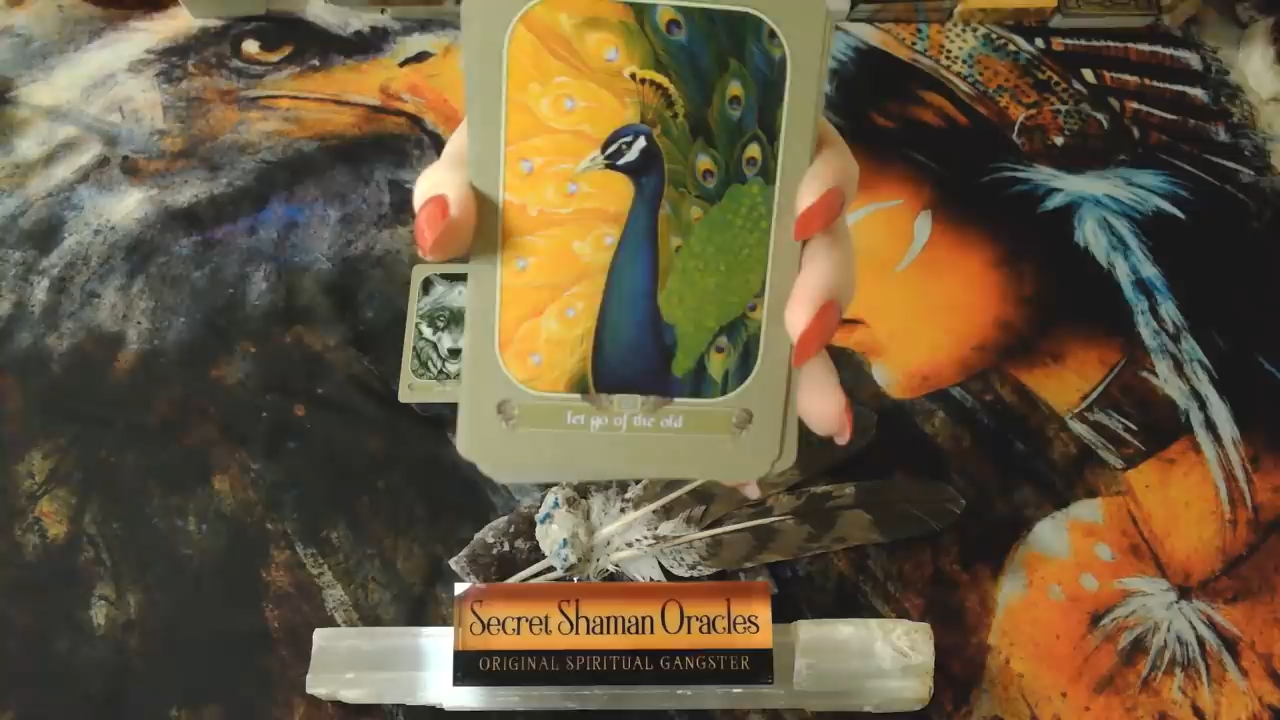 let go of the old
Secret Shaman Oracles
ORIGINAL SPIRITUAL GANGSTER